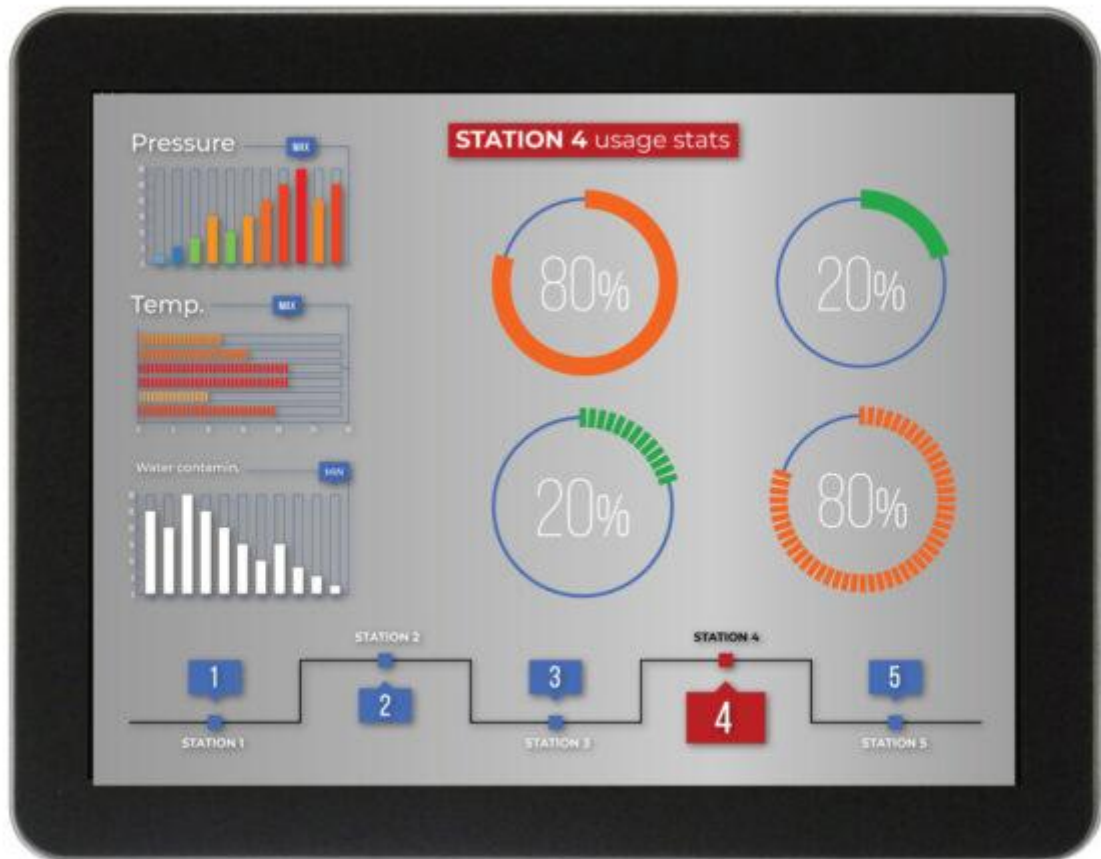 STATION 4 usage stats
Pressure
MAX
80%
20%
Temp.
MAX
Water contamin.
MIN
20%
80%
STATION 2
STATION 4
1
3
5
2
4
STATION 1
STATION 3
STATION 5